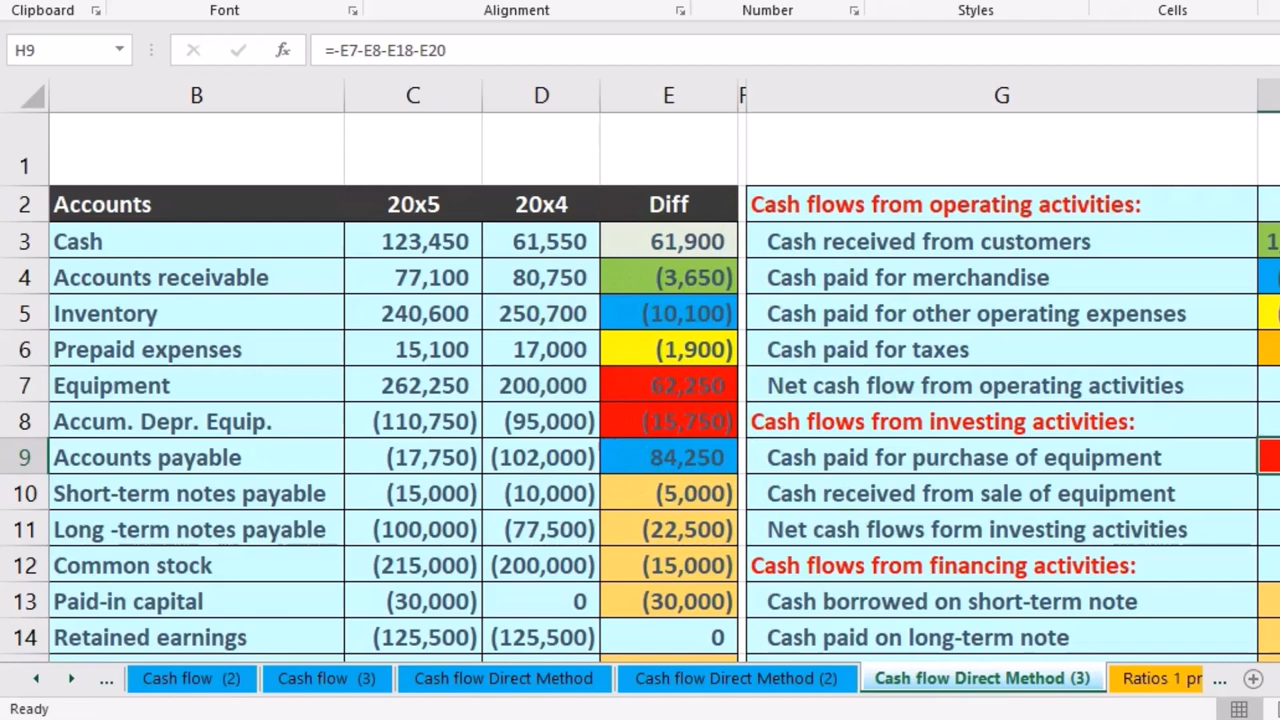 Clipboard Font Alignment Number Styles Cells
H9 fx =-E7-E8-E18-E20
B C D E F G
1
2 Accounts 20x5 20x4 Diff Cash flows from operating activities:
3 Cash 123,450 61,550 61,900 Cash received from customers
4 Accounts receivable 77,100 80,750 (3,650) Cash paid for merchandise
5 Inventory 240,600 250,700 (10,100) Cash paid for other operating expenses
6 Prepaid expenses 15,100 17,000 (1,900) Cash paid for taxes
7 Equipment 262,250 200,000 62,250 Net cash flow from operating activities
8 Accum. Depr. Equip. (110,750) (95,000) (15,750) Cash flows from investing activities:
9 Accounts payable (17,750) (102,000) 84,250 Cash paid for purchase of equipment
10 Short-term notes payable (15,000) (10,000) (5,000) Cash received from sale of equipment
11 Long -term notes payable (100,000) (77,500) (22,500) Net cash flows form investing activities
12 Common stock (215,000) (200,000) (15,000) Cash flows from financing activities:
13 Paid-in capital (30,000) 0 (30,000) Cash borrowed on short-term note
14 Retained earnings (125,500) (125,500) 0 Cash paid on long-term note
... Cash flow (2) Cash flow (3) Cash flow Direct Method Cash flow Direct Method (2) Cash flow Direct Method (3) Ratios 1 pr ...
Ready